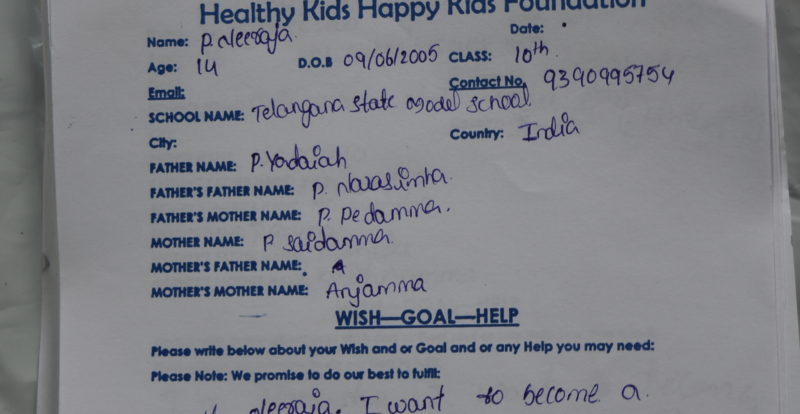 Healthy Kids Happy Kids Foundation
Name: P. Neeraja. Date:
Age: 14 D.O.B 09/06/2005 CLASS: 10th
Email: Contact No. 9390995754
SCHOOL NAME: Telangana state model school
City: Country: India
FATHER NAME: P. Yadaiah
FATHER'S FATHER NAME: P. Narasimha.
FATHER'S MOTHER NAME: P. Pedamma.
MOTHER NAME: P Saidamma.
MOTHER'S FATHER NAME:
MOTHER'S MOTHER NAME: Anjamma
WISH—GOAL—HELP
Please write below about your Wish and or Goal and or any Help you may need:
Please Note: We promise to do our best to fulfill:
Neeraja. I want to become a.